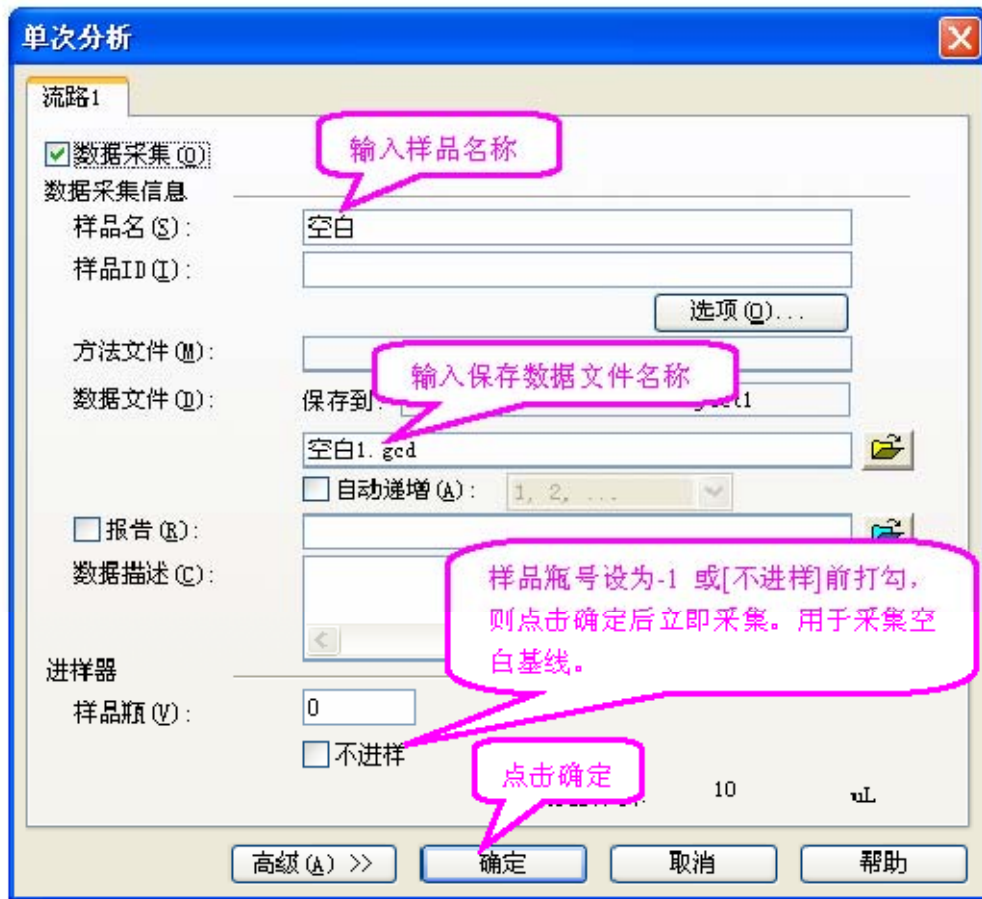 单次分析
流路1
数据采集(O)
输入样品名称
数据采集信息
样品名(S):
空白
样品ID(I):
选项(O)...
方法文件(M):
输入保存数据文件名称
数据文件(D):
保存到:
空白1.gcd
自动递增(A):
1, 2, ...
报告(R):
数据描述(C):
样品瓶号设为-1 或[不进样]前打勾,
则点击确定后立即采集。用于采集空
白基线。
进样器
样品瓶(V):
0
不进样
点击确定
10
uL
高级(A) >>
确定
取消
帮助